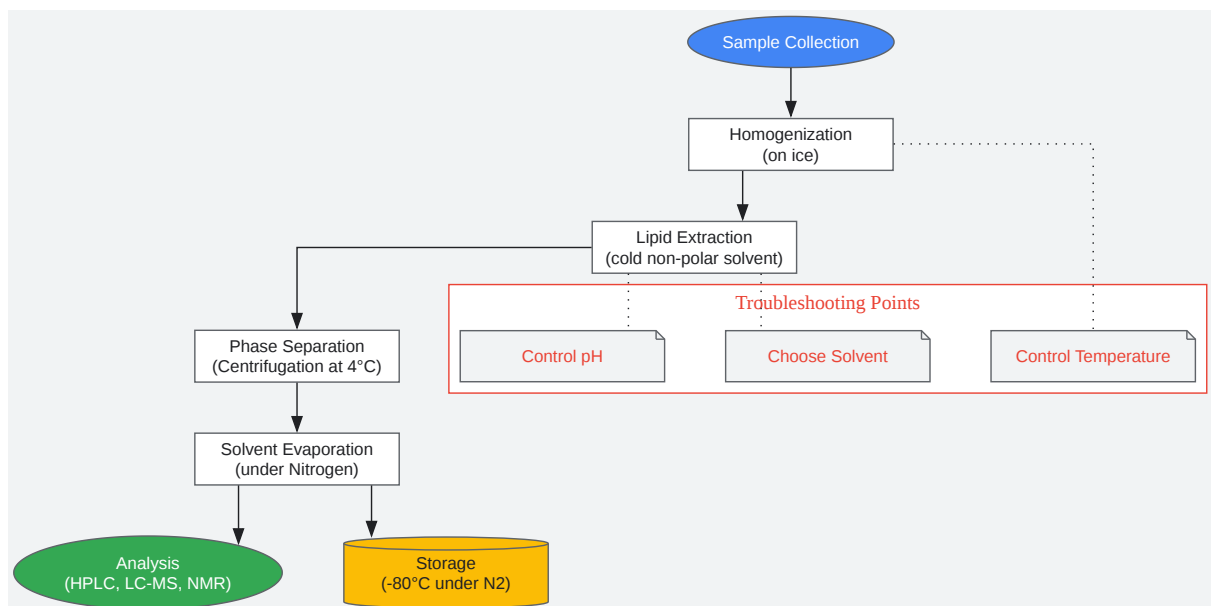 Sample Collection
Homogenization
(on ice)
Lipid Extraction
(cold non-polar solvent)
Troubleshooting Points
Phase Separation
(Centrifugation at 4°C)
Control pH
Choose Solvent
Control Temperature
Solvent Evaporation
(under Nitrogen)
Analysis
(HPLC, LC-MS, NMR)
Storage
(-80°C under N2)